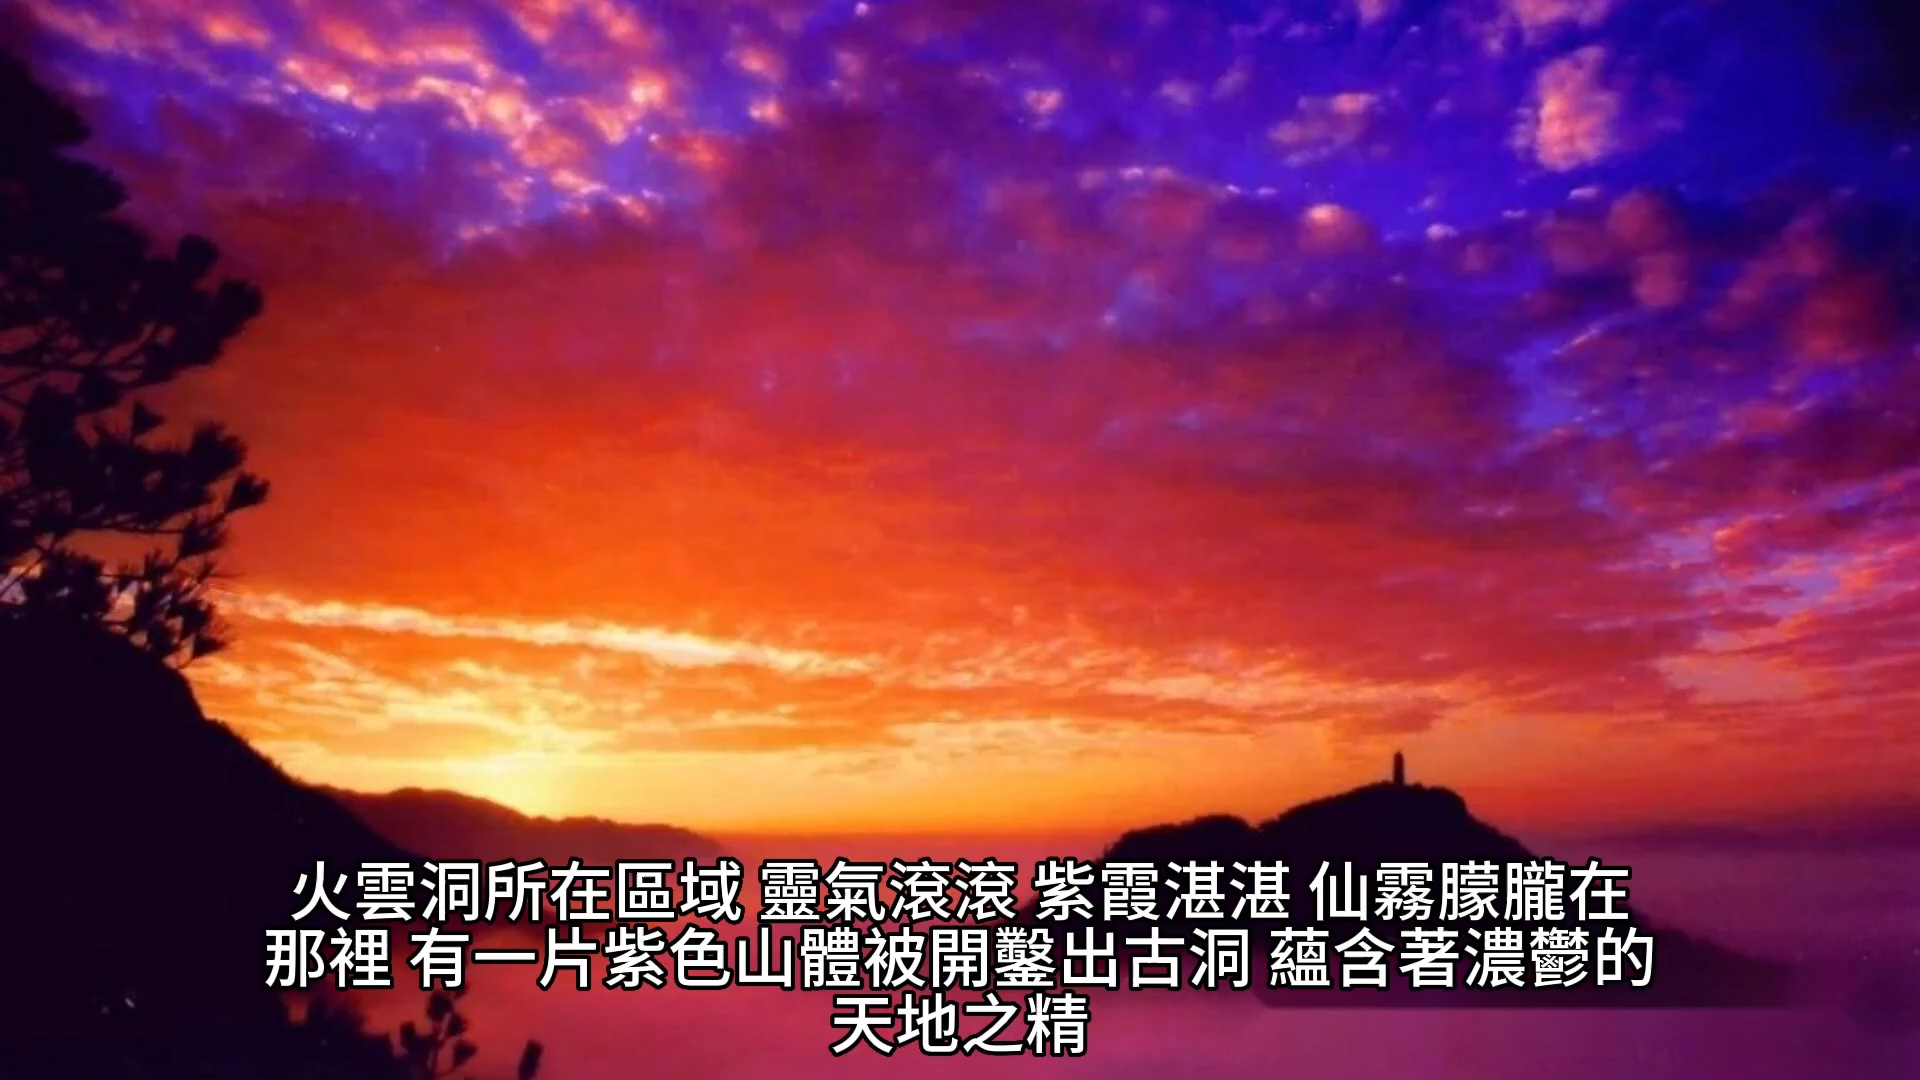 火雲洞所在區域 靈氣滾滾 紫霞湛湛 仙霧朦朧在
那裡 有一片紫色山體被開鑿出古洞 蘊含著濃鬱的
天地之精